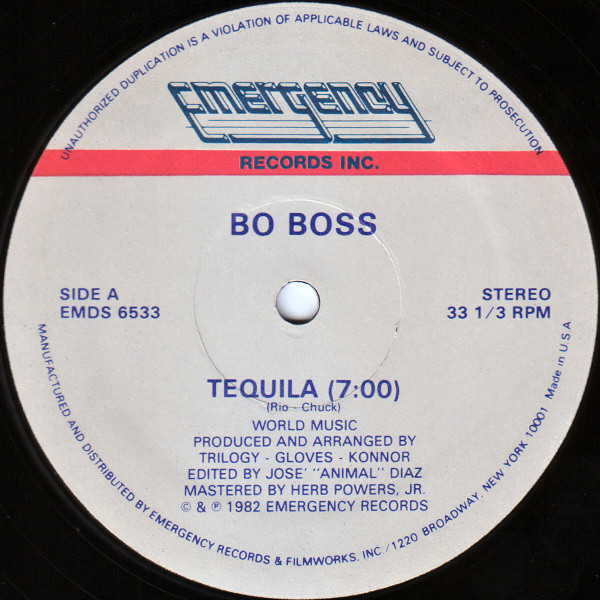 UNAUTHORIZED DUPLICATION IS A VIOLATION OF APPLICABLE LAWS AND SUBJECT TO PROSECUTION
Emergency
RECORDS INC.
BO BOSS
SIDE A
EMDS 6533
STEREO
33 1/3 RPM
TEQUILA (7:00)
(Rio - Chuck)
WORLD MUSIC
PRODUCED AND ARRANGED BY
TRILOGY - GLOVES - KONNOR
EDITED BY JOSE' "ANIMAL" DIAZ
MASTERED BY HERB POWERS, JR.
© & ℗ 1982 EMERGENCY RECORDS
MANUFACTURED AND DISTRIBUTED BY EMERGENCY RECORDS & FILMWORKS, INC / 1220 BROADWAY, NEW YORK 10001 Made in U.S.A